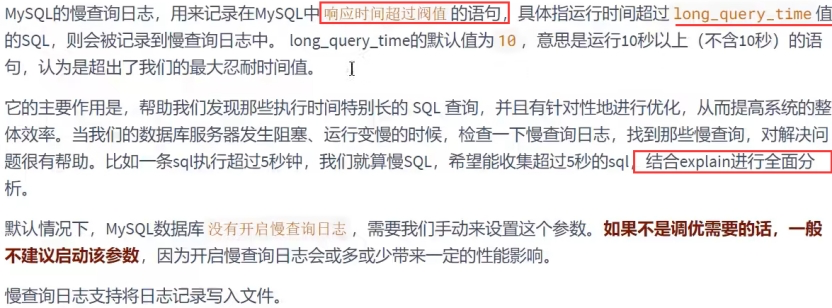 MySQL的慢查询日志，用来记录在MySQL中响应时间超过阀值的语句，具体指运行时间超过 long_query_time 值
的SQL，则会被记录到慢查询日志中。 long_query_time的默认值为 10 ，意思是运行10秒以上（不含10秒）的语
句，认为是超出了我们的最大忍耐时间值。
它的主要作用是，帮助我们发现那些执行时间特别长的 SQL 查询，并且有针对性地进行优化，从而提高系统的整
体效率。当我们的数据库服务器发生阻塞、运行变慢的时候，检查一下慢查询日志，找到那些慢查询，对解决问
题很有帮助。比如一条sql执行超过5秒钟，我们就算慢SQL，希望能收集超过5秒的sql，结合explain进行全面分
析。
默认情况下，MySQL数据库 没有开启慢查询日志 ，需要我们手动来设置这个参数。如果不是调优需要的话，一般
不建议启动该参数，因为开启慢查询日志会或多或少带来一定的性能影响。
慢查询日志支持将日志记录写入文件。